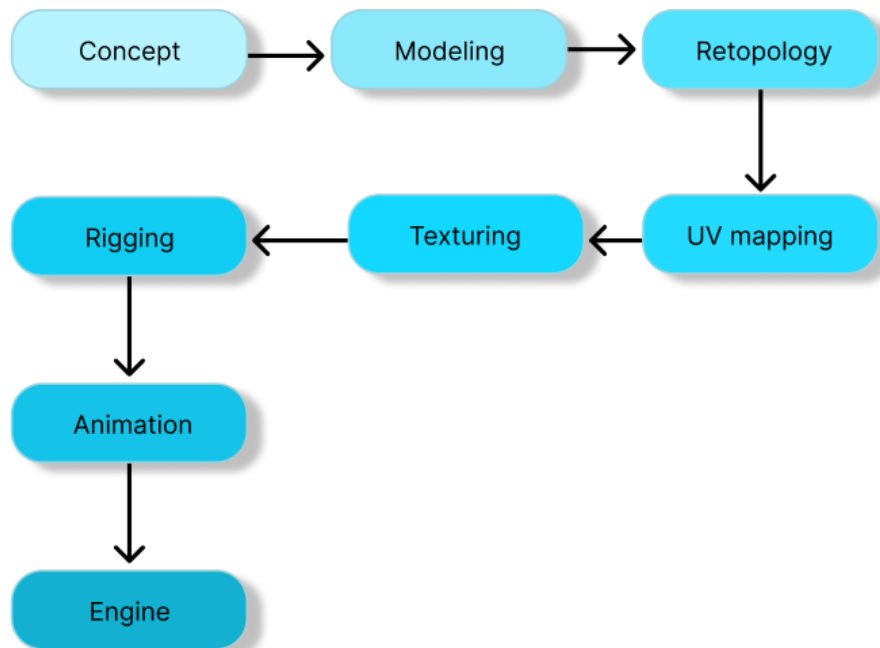 Concept
Modeling
Retopology
UV mapping
Texturing
Rigging
Animation
Engine